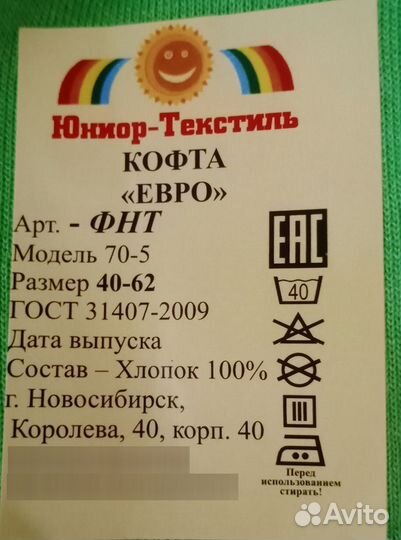 Юниор-Текстиль
КОФТА
«ЕВРО»
Арт. - ФНТ
Модель 70-5
Размер 40-62
ГОСТ 31407-2009
Дата выпуска
Состав – Хлопок 100%
г. Новосибирск,
Королева, 40, корп. 40
EAC
40
Перед
использованием
стирать!
Avito